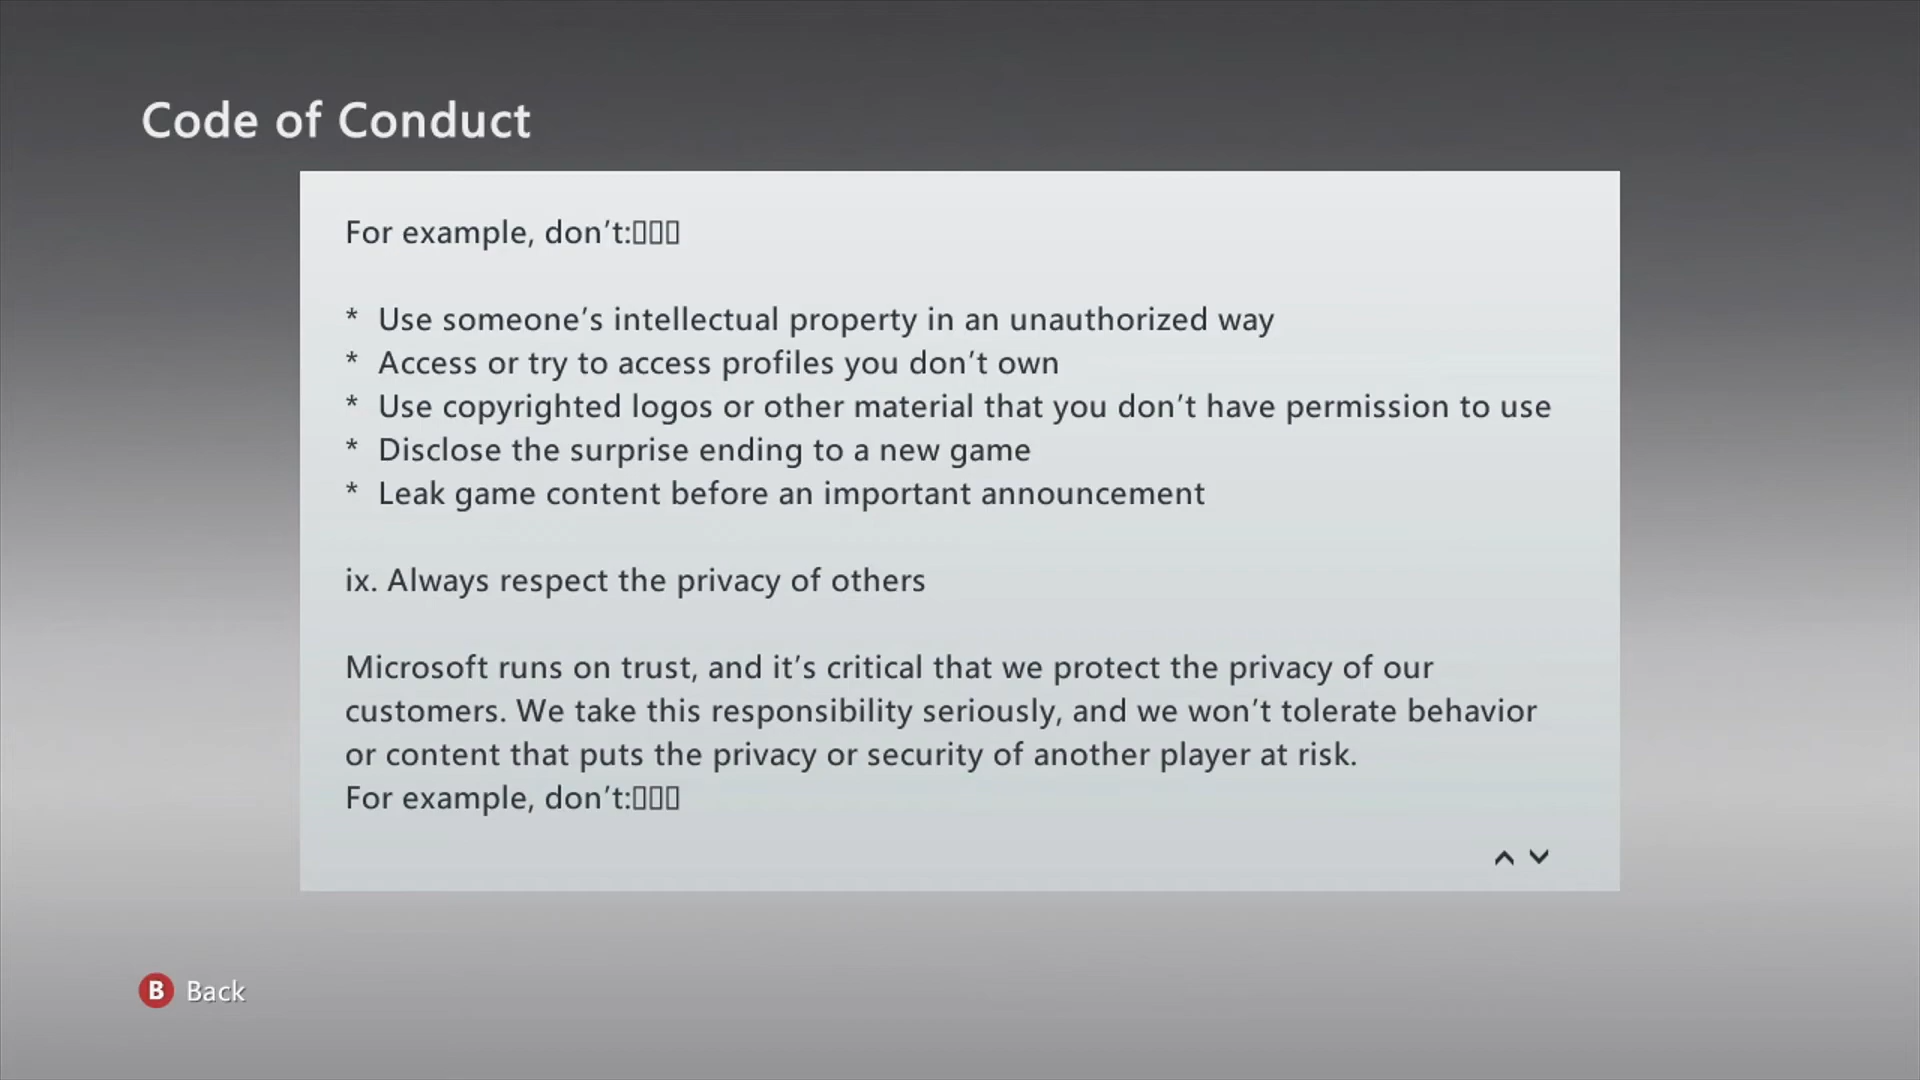 Code of Conduct
For example, don’t:▯▯▯
* Use someone’s intellectual property in an unauthorized way
* Access or try to access profiles you don’t own
* Use copyrighted logos or other material that you don’t have permission to use
* Disclose the surprise ending to a new game
* Leak game content before an important announcement
ix. Always respect the privacy of others
Microsoft runs on trust, and it’s critical that we protect the privacy of our
customers. We take this responsibility seriously, and we won’t tolerate behavior
or content that puts the privacy or security of another player at risk.
For example, don’t:▯▯▯
B Back